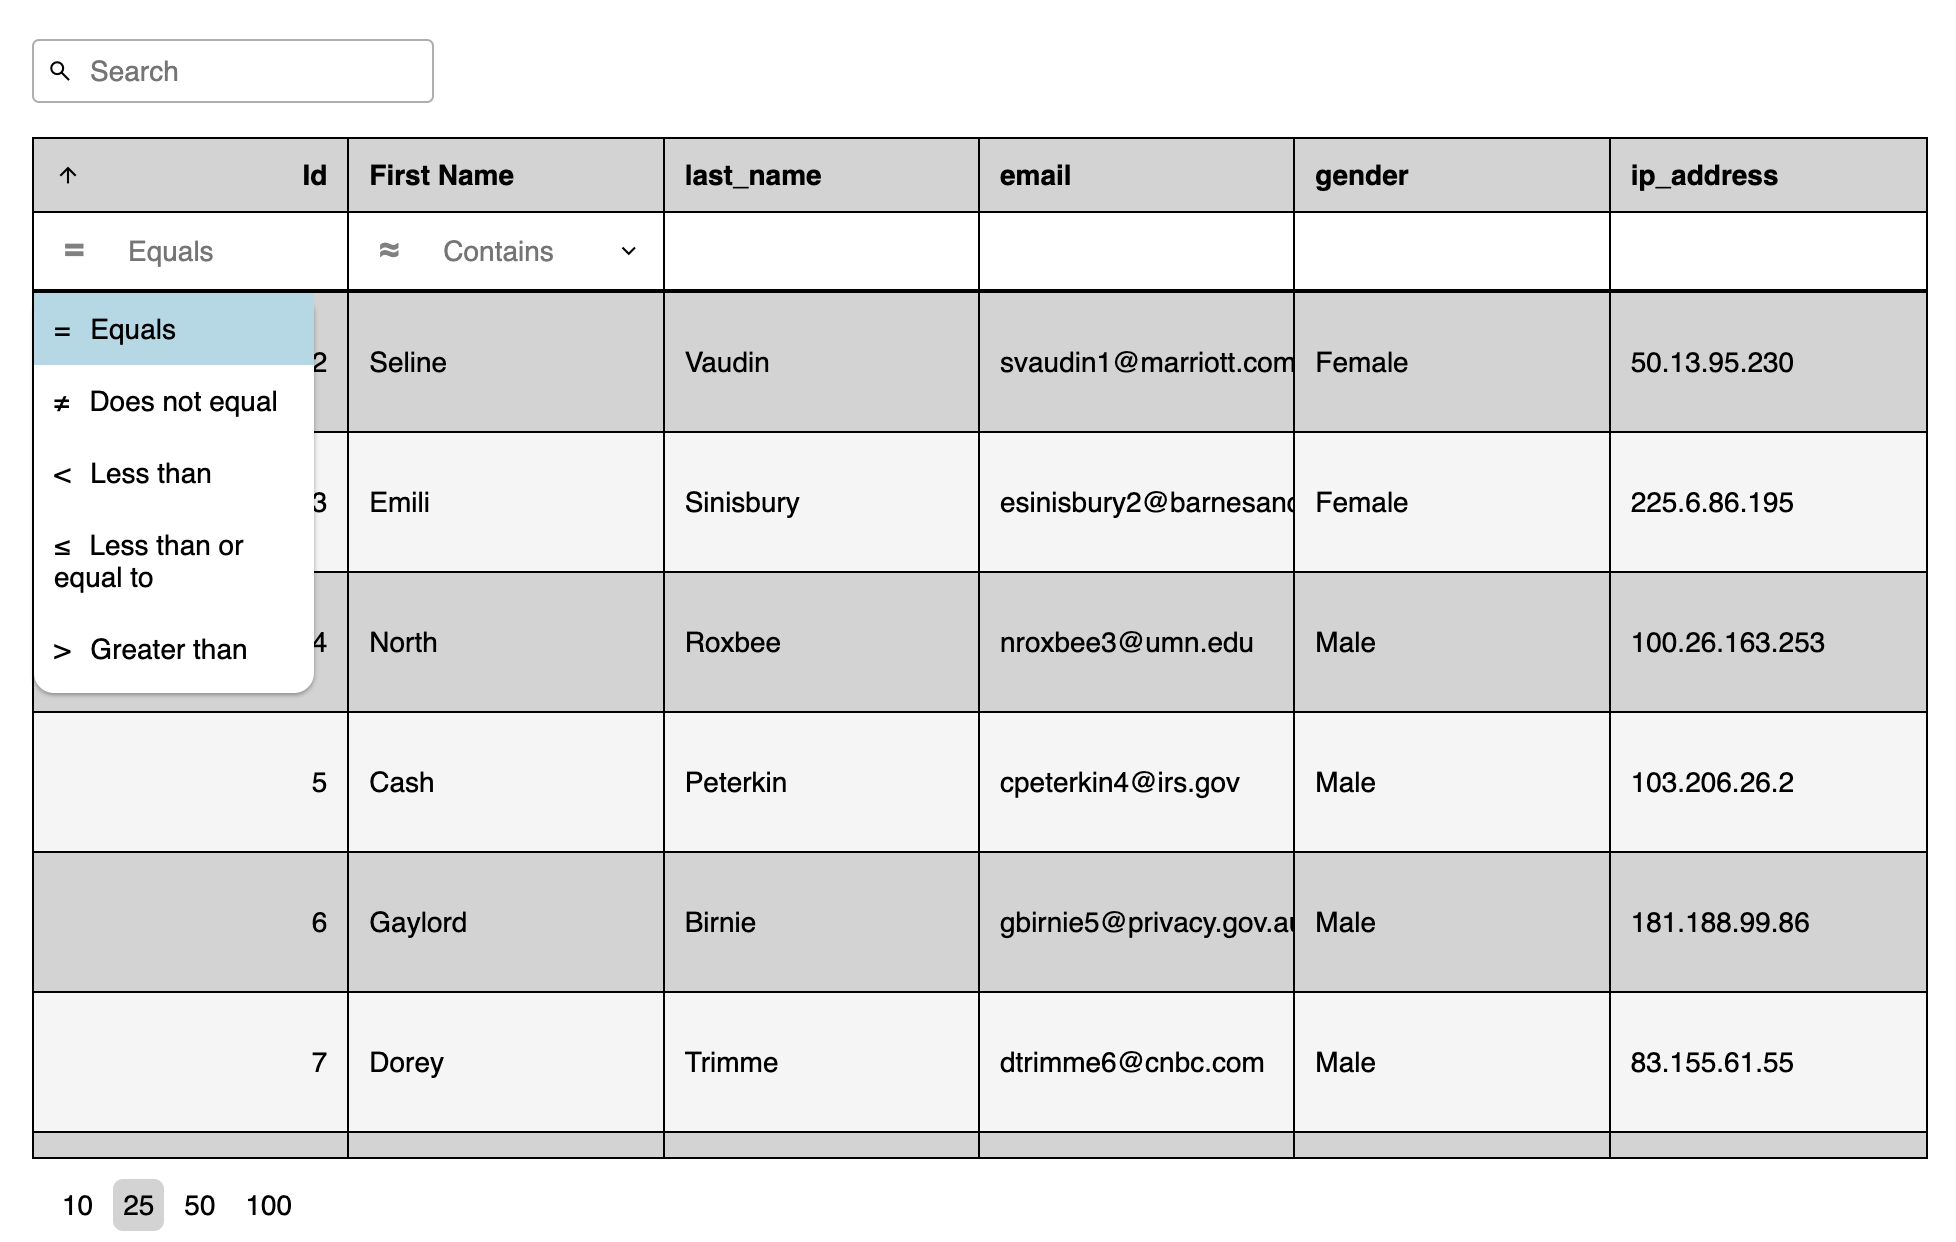 Search
↑ Id First Name last_name email gender ip_address
= Equals ≈ Contains
= Equals
2 Seline Vaudin svaudin1@marriott.com Female 50.13.95.230
≠ Does not equal
< Less than
3 Emili Sinisbury esinisbury2@barnesand Female 225.6.86.195
≤ Less than or
equal to
> Greater than
4 North Roxbee nroxbee3@umn.edu Male 100.26.163.253
5 Cash Peterkin cpeterkin4@irs.gov Male 103.206.26.2
6 Gaylord Birnie gbirnie5@privacy.gov.au Male 181.188.99.86
7 Dorey Trimme dtrimme6@cnbc.com Male 83.155.61.55
10 25 50 100